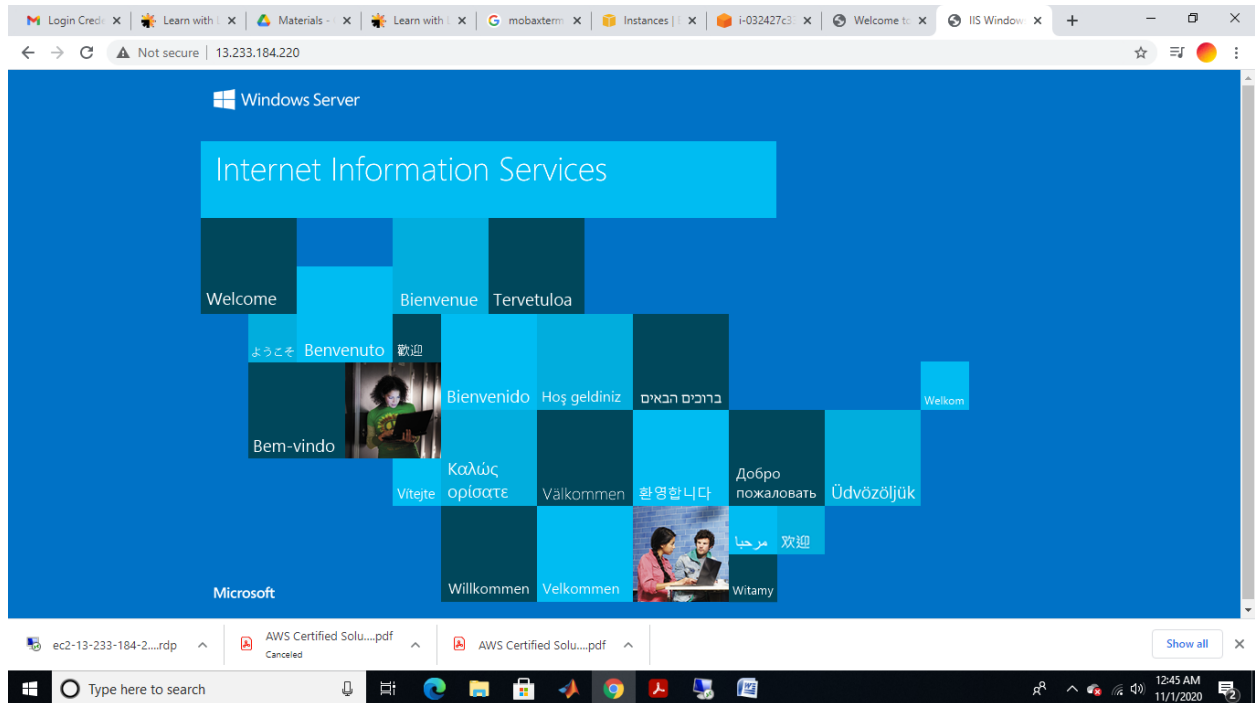 Login Crede
Learn with L
Materials -
Learn with L
mobaxterm
Instances | E
i-032427c3
Welcome to
IIS Window
Not secure | 13.233.184.220
Windows Server
Internet Information Services
Welcome
Bienvenue
Tervetuloa
ようこそ
Benvenuto
歡迎
Bienvenido
Hoş geldiniz
ברוכים הבאים
Welkom
Bem-vindo
Vítejte
Καλώς
ορίσατε
Välkommen
환영합니다
Добро
пожаловать
Üdvözöljük
مرحبا
欢迎
Microsoft
Willkommen
Velkommen
Witamy
ec2-13-233-184-2....rdp
AWS Certified Solu....pdf
Canceled
AWS Certified Solu....pdf
Show all
Type here to search
12:45 AM
11/1/2020
2